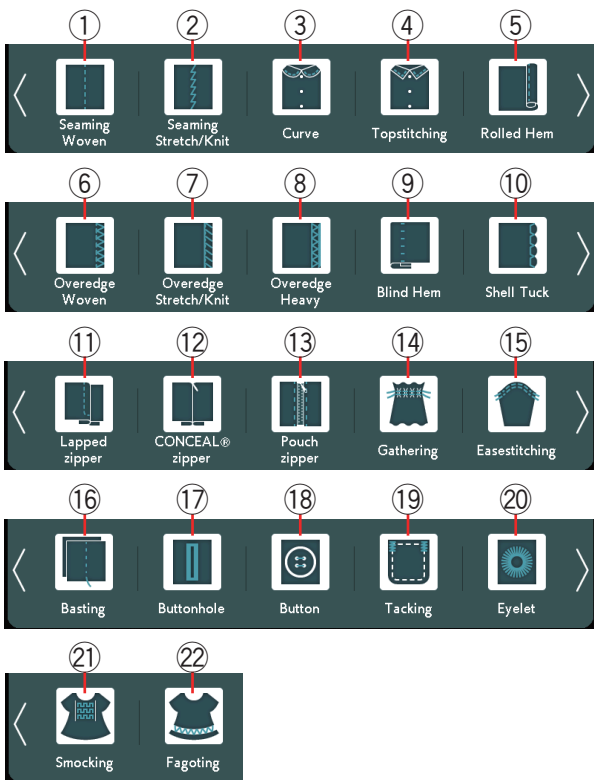 ① ② ③ ④ ⑤
Seaming Woven
Seaming Stretch/Knit
Curve
Topstitching
Rolled Hem
⑥ ⑦ ⑧ ⑨ ⑩
Overedge Woven
Overedge Stretch/Knit
Overedge Heavy
Blind Hem
Shell Tuck
⑪ ⑫ ⑬ ⑭ ⑮
Lapped zipper
CONCEAL® zipper
Pouch zipper
Gathering
Easestitching
⑯ ⑰ ⑱ ⑲ ⑳
Basting
Buttonhole
Button
Tacking
Eyelet
㉑ ㉒
Smocking
Fagoting